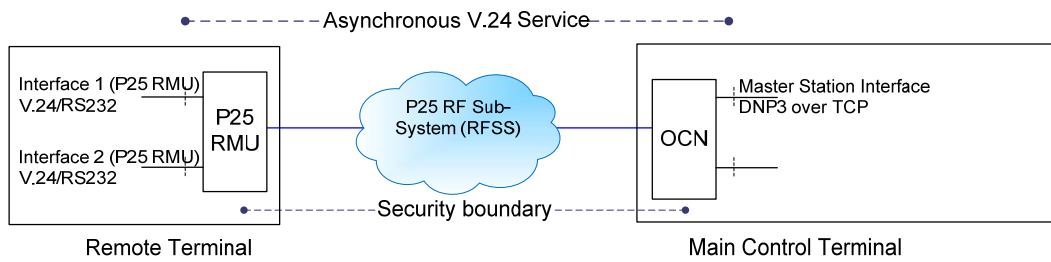 Asynchronous V.24 Service
Interface 1 (P25 RMU)
V.24/RS232
Interface 2 (P25 RMU)
V.24/RS232
P25
RMU
P25 RF Sub-
System (RFSS)
OCN
Master Station Interface
DNP3 over TCP
Security boundary
Remote Terminal
Main Control Terminal